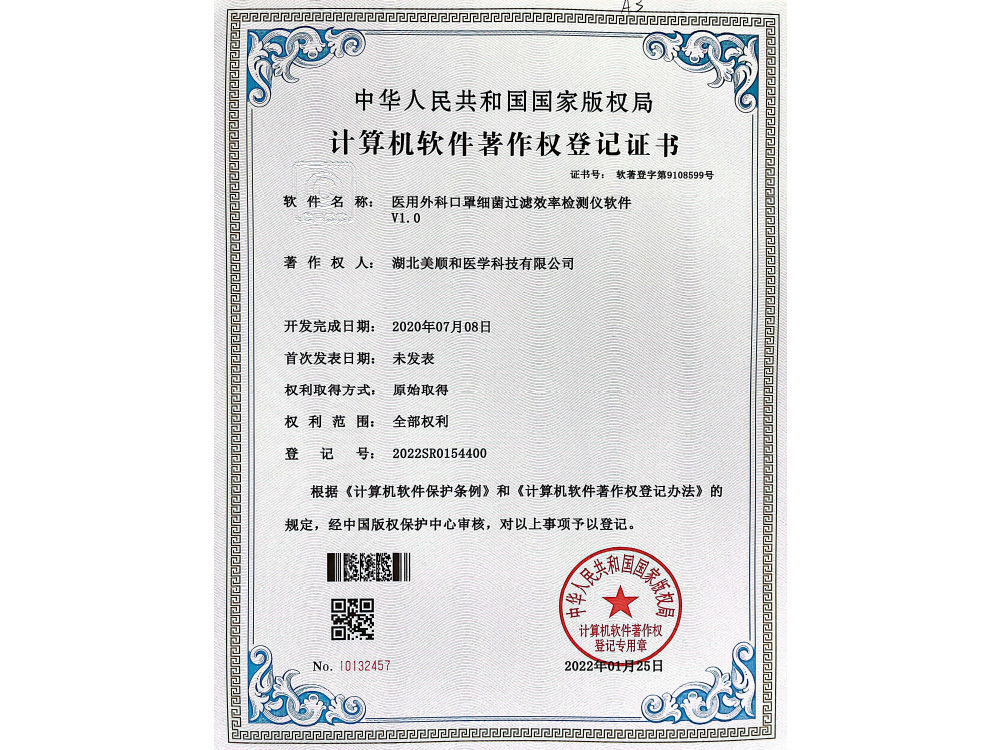 A3
中华人民共和国国家版权局
计算机软件著作权登记证书
证书号： 软著登字第9108599号
软件名称： 医用外科口罩细菌过滤效率检测仪软件
V1.0
著作权人： 湖北美顺和医学科技有限公司
开发完成日期： 2020年07月08日
首次发表日期： 未发表
权利取得方式： 原始取得
权利范围： 全部权利
登记号： 2022SR0154400
根据《计算机软件保护条例》和《计算机软件著作权登记办法》的
规定，经中国版权保护中心审核，对以上事项予以登记。
中华人民共和国国家版权局
计算机软件著作权
登记专用章
No. 10132457
2022年01月25日